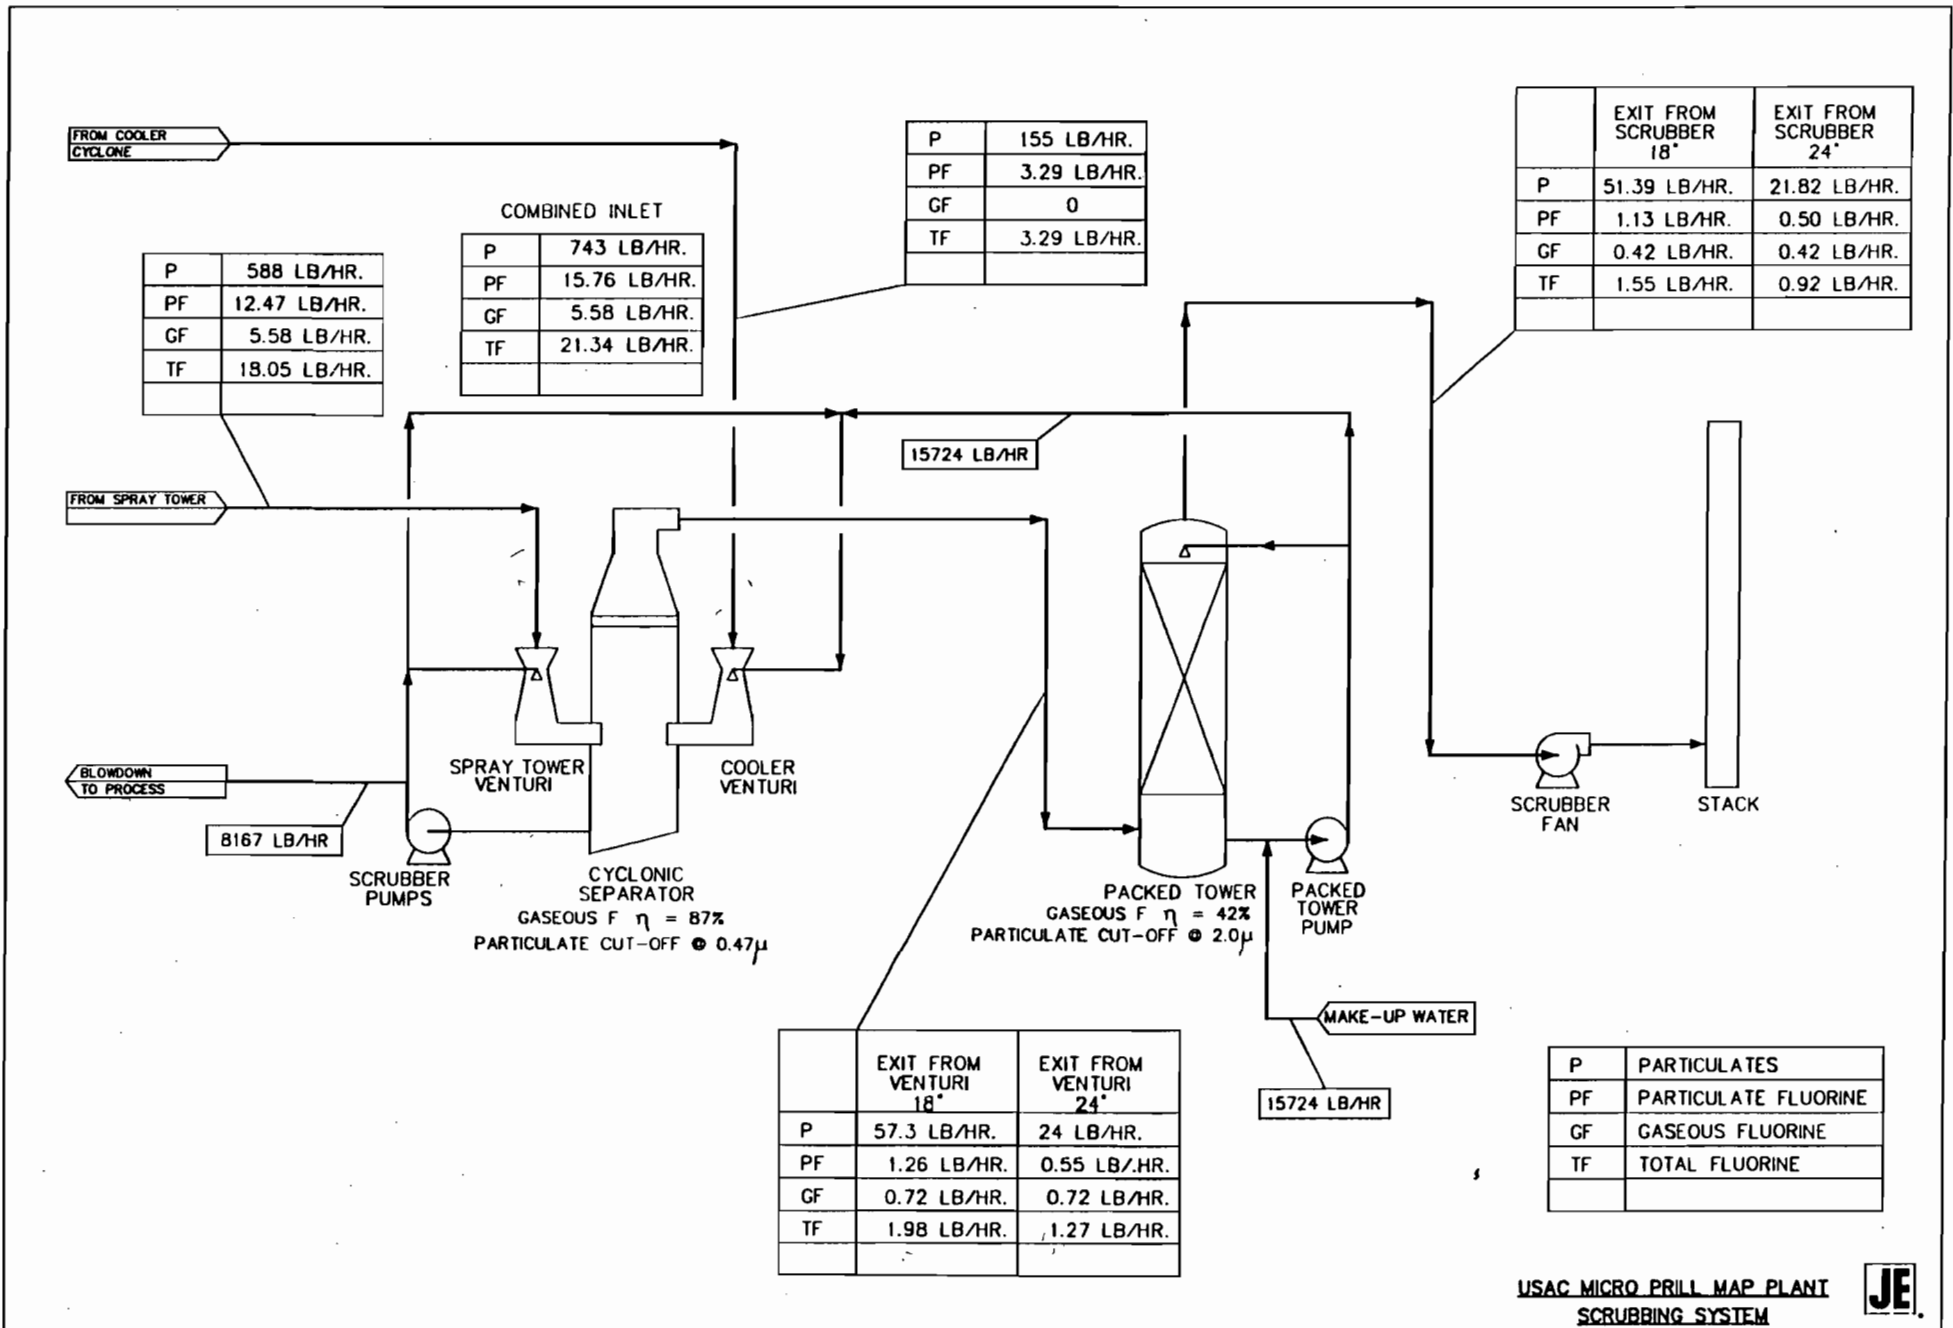 FROM COOLER
CYCLONE
P 155 LB/HR.
PF 3.29 LB/HR.
GF 0
TF 3.29 LB/HR.
EXIT FROM
SCRUBBER
18"
EXIT FROM
SCRUBBER
24"
P 51.39 LB/HR. 21.82 LB/HR.
PF 1.13 LB/HR. 0.50 LB/HR.
GF 0.42 LB/HR. 0.42 LB/HR.
TF 1.55 LB/HR. 0.92 LB/HR.
COMBINED INLET
P 743 LB/HR.
PF 15.76 LB/HR.
GF 5.58 LB/HR.
TF 21.34 LB/HR.
P 588 LB/HR.
PF 12.47 LB/HR.
GF 5.58 LB/HR.
TF 18.05 LB/HR.
15724 LB/HR
FROM SPRAY TOWER
BLOWDOWN
TO PROCESS
8167 LB/HR
SPRAY TOWER
VENTURI
COOLER
VENTURI
SCRUBBER
PUMPS
CYCLONIC
SEPARATOR
GASEOUS F η = 87%
PARTICULATE CUT-OFF @ 0.47μ
PACKED TOWER
GASEOUS F η = 42%
PARTICULATE CUT-OFF @ 2.0μ
PACKED
TOWER
PUMP
SCRUBBER
FAN
STACK
MAKE-UP WATER
15724 LB/HR
EXIT FROM
VENTURI
18"
EXIT FROM
VENTURI
24"
P 57.3 LB/HR. 24 LB/HR.
PF 1.26 LB/HR. 0.55 LB/.HR.
GF 0.72 LB/HR. 0.72 LB/HR.
TF 1.98 LB/HR. 1.27 LB/HR.
P PARTICULATES
PF PARTICULATE FLUORINE
GF GASEOUS FLUORINE
TF TOTAL FLUORINE
USAC MICRO PRILL MAP PLANT
SCRUBBING SYSTEM
JE.